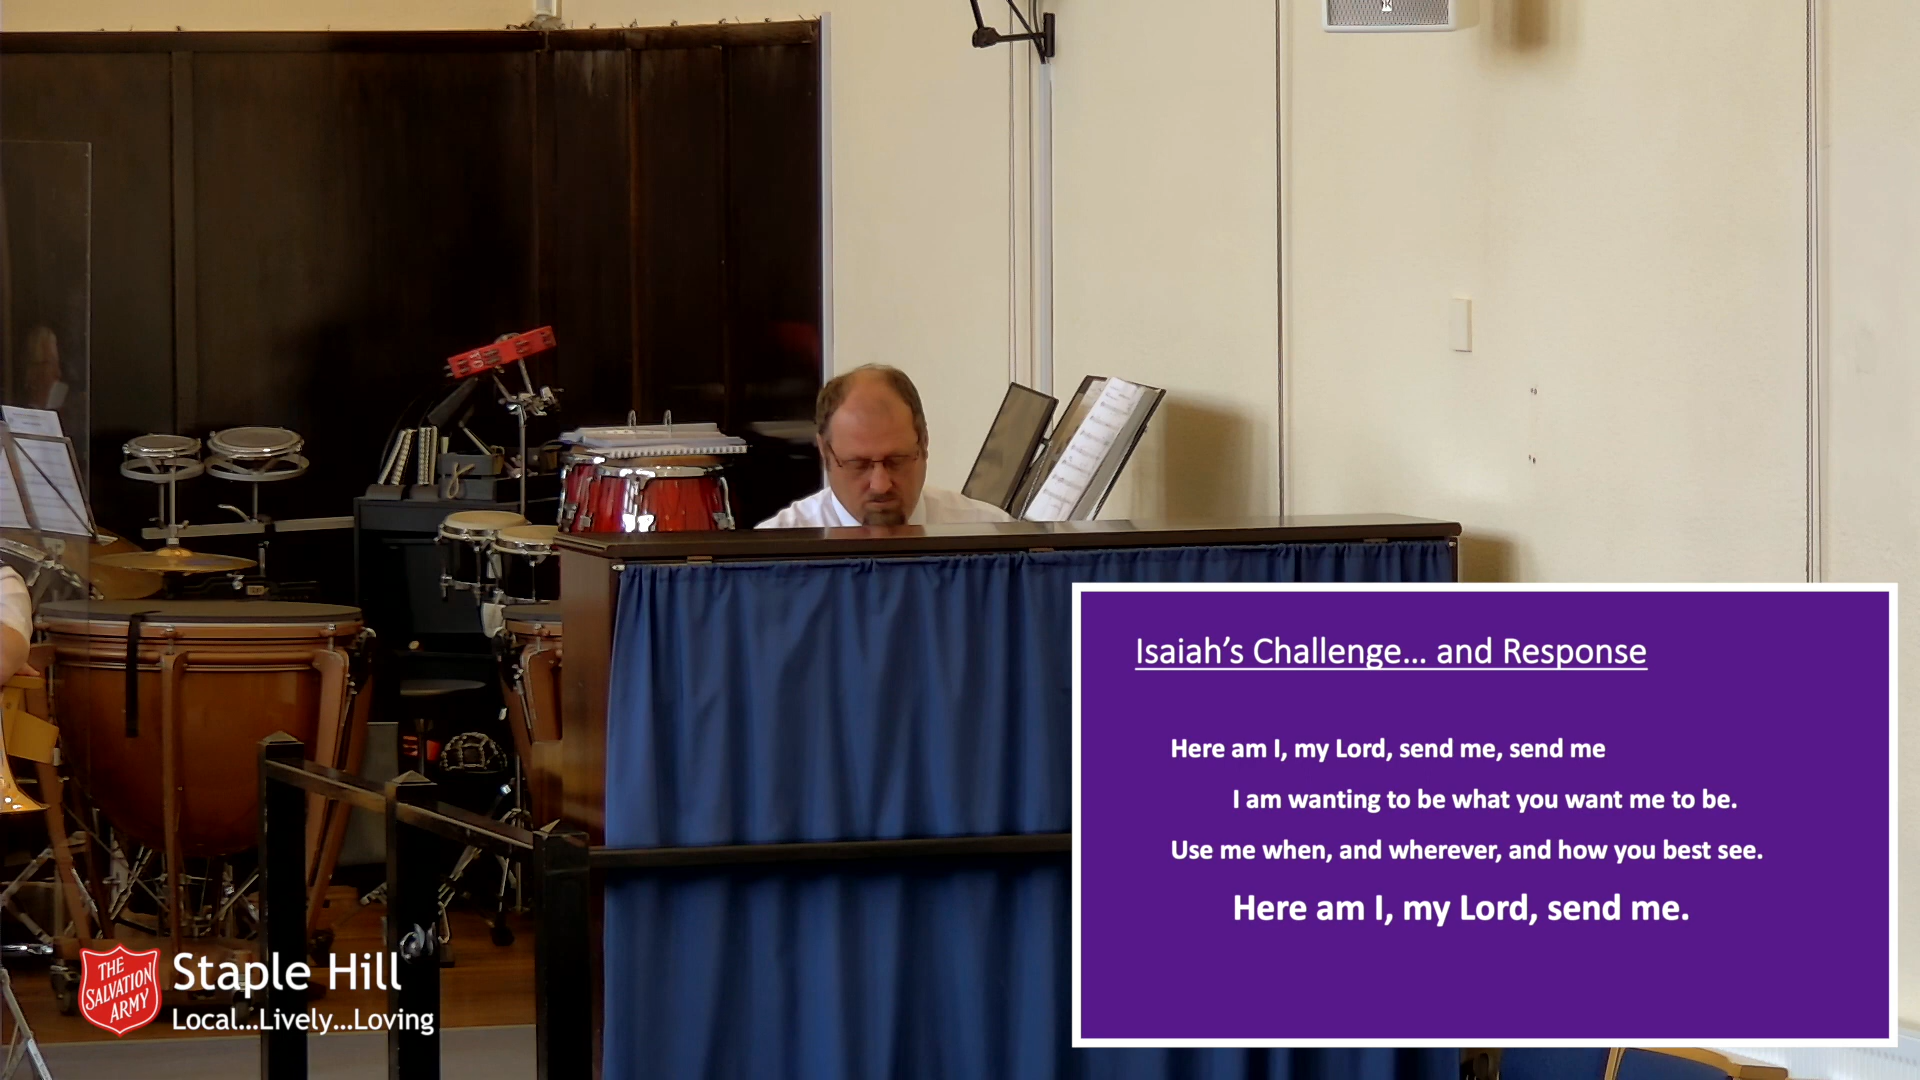 Isaiah’s Challenge... and Response
Here am I, my Lord, send me, send me
I am wanting to be what you want me to be.
Use me when, and wherever, and how you best see.
Here am I, my Lord, send me.
THE
SALVATION
ARMY
Staple Hill
Local...Lively...Loving